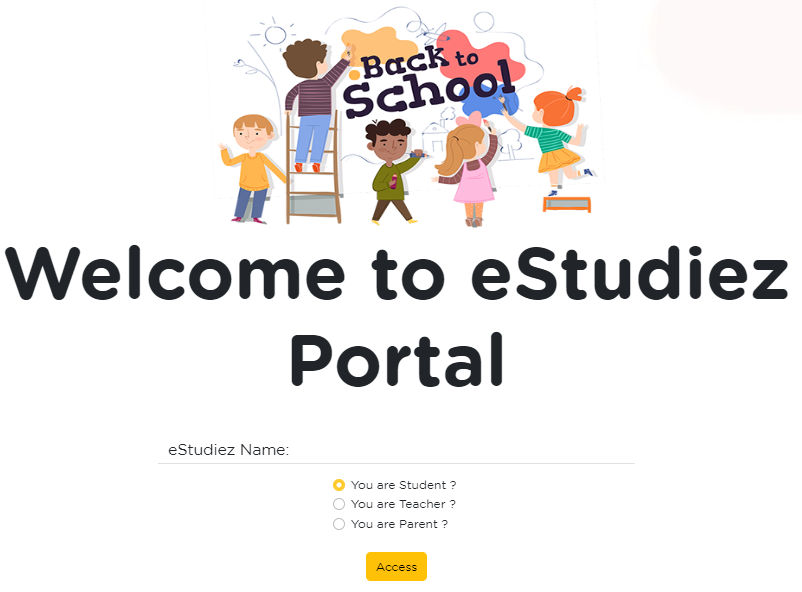 Back to
School
Welcome to eStudiez
Portal
eStudiez Name:
You are Student ?
You are Teacher ?
You are Parent ?
Access